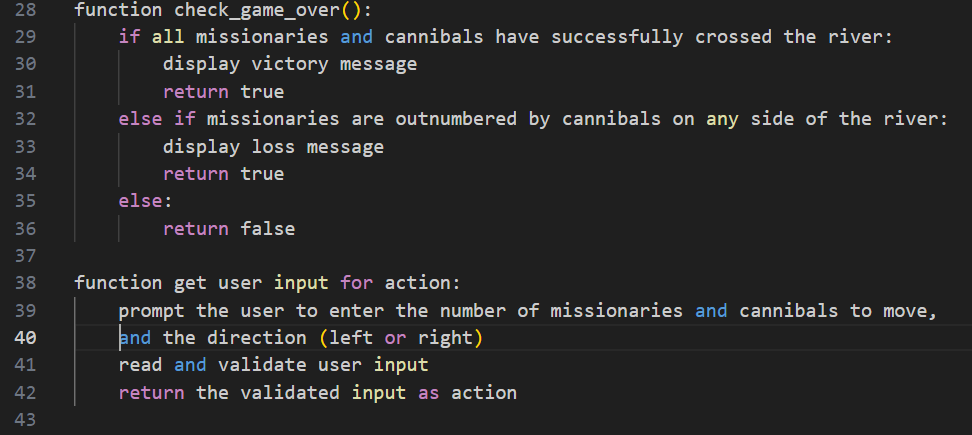 28 function check_game_over():
29     if all missionaries and cannibals have successfully crossed the river:
30         display victory message
31         return true
32     else if missionaries are outnumbered by cannibals on any side of the river:
33         display loss message
34         return true
35     else:
36         return false
37
38 function get user input for action:
39     prompt the user to enter the number of missionaries and cannibals to move,
40     and the direction (left or right)
41     read and validate user input
42     return the validated input as action
43